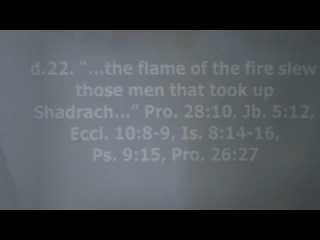 d.22. "...the flame of the fire slew
those men that took up
Shadrach..." Pro. 28:10, Jb. 5:12,
Eccl. 10:8-9, Is. 8:14-16,
Ps. 9:15, Pro. 26:27